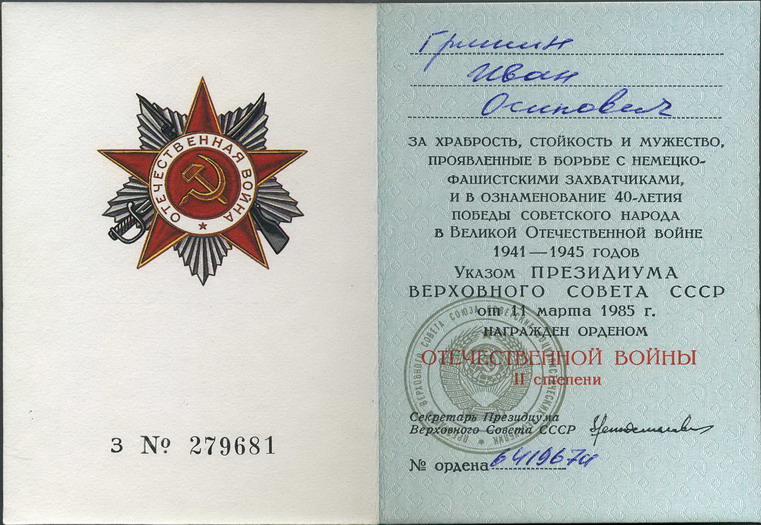 ОТЕЧЕСТВЕННАЯ ВОЙНА
З № 279681
Гришин
Иван
Осипович
ЗА ХРАБРОСТЬ, СТОЙКОСТЬ И МУЖЕСТВО,
ПРОЯВЛЕННЫЕ В БОРЬБЕ С НЕМЕЦКО-
ФАШИСТСКИМИ ЗАХВАТЧИКАМИ,
И В ОЗНАМЕНОВАНИЕ 40-ЛЕТИЯ
ПОБЕДЫ СОВЕТСКОГО НАРОДА
В ВЕЛИКОЙ ОТЕЧЕСТВЕННОЙ ВОЙНЕ
1941—1945 ГОДОВ
УКАЗОМ ПРЕЗИДИУМА
ВЕРХОВНОГО СОВЕТА СССР
от 11 марта 1985 г.
НАГРАЖДЕН ОРДЕНОМ
ОТЕЧЕСТВЕННОЙ ВОЙНЫ
II степени
Секретарь Президиума
Верховного Совета СССР
№ ордена 6419674